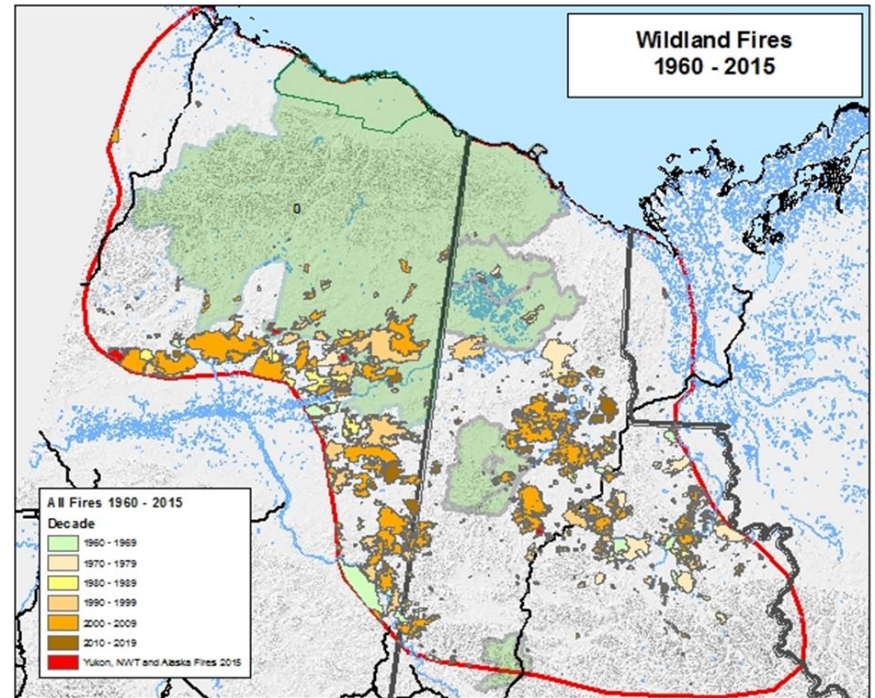 Wildland Fires
1960 - 2015
0
All Fires 1960 - 2015
Decade
1960 - 1969
1970 - 1979
1980 - 1989
1990 - 1999
2000 - 2009
2010 - 2019
Yukon, NWT and Alaska Fires 2015